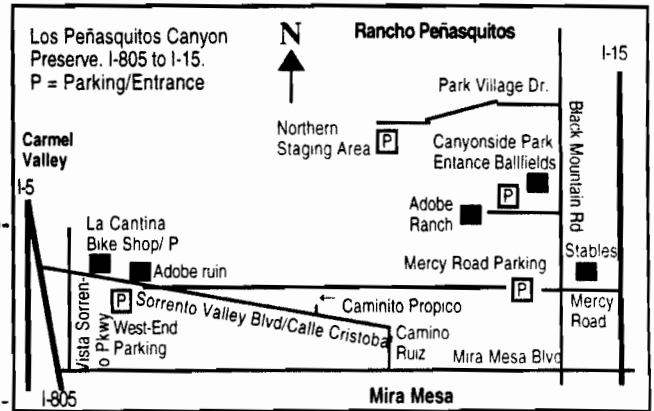 Los Peñasquitos Canyon
Preserve. I-805 to I-15.
P = Parking/Entrance
N
Rancho Peñasquitos
I-15
Park Village Dr.
Northern
Staging Area
P
Canyonside Park
Entance Ballfields
P
Black Mountain Rd
Carmel
Valley
I-5
Adobe
Ranch
La Cantina
Bike Shop/ P
Adobe ruin
Mercy Road Parking
P
Stables
Mercy
Road
Vista Sorren-
o Pkwy
P
West-End
Parking
Sorrento Valley Blvd/Calle Cristoba
← Caminito Propico
Camino
Ruiz
Mira Mesa Blvd
I-805
Mira Mesa